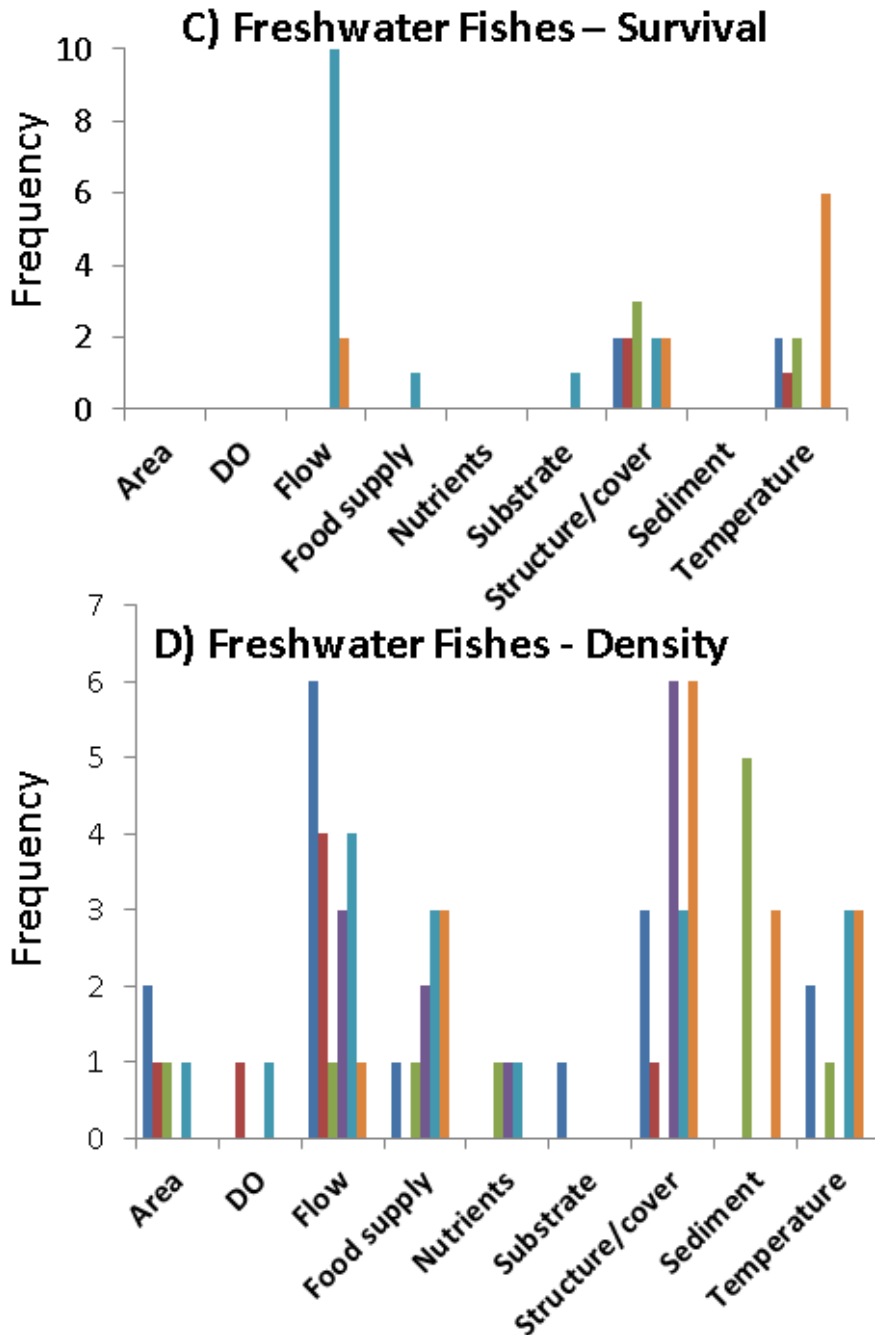 C) Freshwater Fishes – Survival
Frequency
10
8
6
4
2
0
Area
DO
Flow
Food supply
Nutrients
Substrate
Structure/cover
Sediment
Temperature
D) Freshwater Fishes - Density
Frequency
7
6
5
4
3
2
1
0
Area
DO
Flow
Food supply
Nutrients
Substrate
Structure/cover
Sediment
Temperature